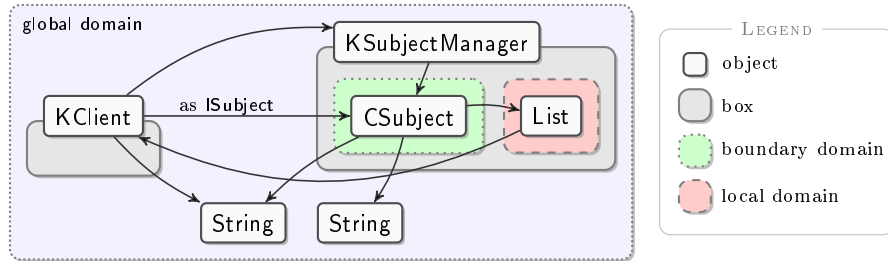 global domain
KSubjectManager
KClient
as ISubject
CSubject
List
String
String
LEGEND
object
box
boundary domain
local domain